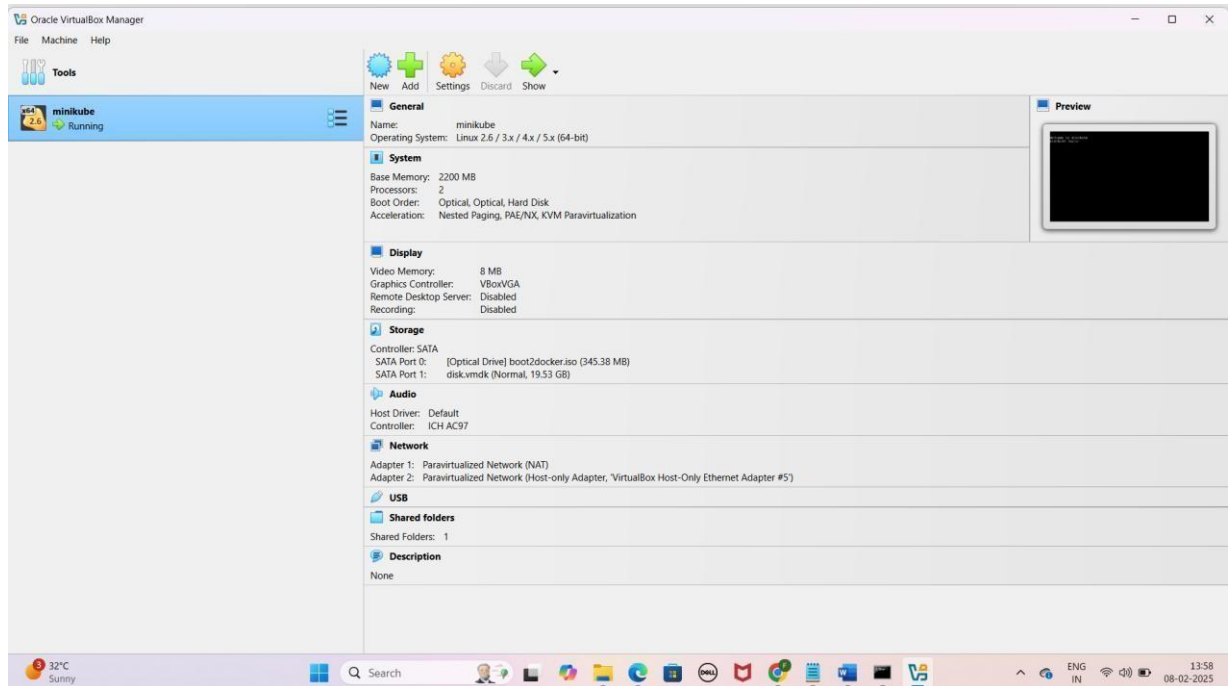 Oracle VirtualBox Manager
File Machine Help
Tools
New Add Settings Discard Show
x64
2.6
minikube
Running
General
Name: minikube
Operating System: Linux 2.6 / 3.x / 4.x / 5.x (64-bit)
System
Base Memory: 2200 MB
Processors: 2
Boot Order: Optical, Optical, Hard Disk
Acceleration: Nested Paging, PAE/NX, KVM Paravirtualization
Preview
Display
Video Memory: 8 MB
Graphics Controller: VBoxVGA
Remote Desktop Server: Disabled
Recording: Disabled
Storage
Controller: SATA
SATA Port 0: [Optical Drive] boot2docker.iso (345.38 MB)
SATA Port 1: disk.vmdk (Normal, 19.53 GB)
Audio
Host Driver: Default
Controller: ICH AC97
Network
Adapter 1: Paravirtualized Network (NAT)
Adapter 2: Paravirtualized Network (Host-only Adapter, 'VirtualBox Host-Only Ethernet Adapter #5')
USB
Shared folders
Shared Folders: 1
Description
None
3
32°C
Sunny
Search
DELL
ENG
IN
13:58
08-02-2025